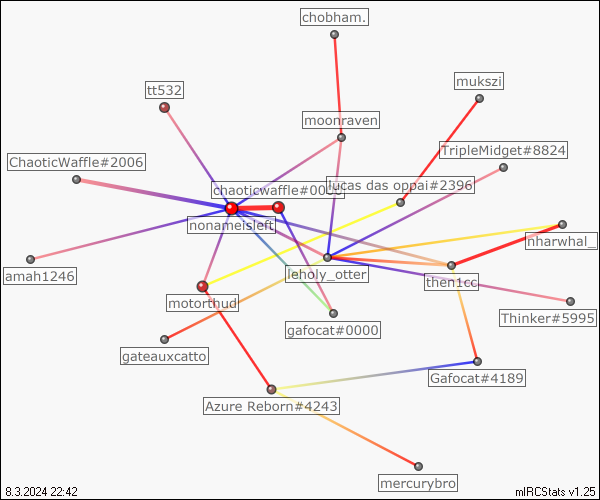 chobham.
mukszi
tt532
moonraven
TripleMidget#8824
ChaoticWaffle#2006
lucas das oppai#2396
chaoticwaffle#0000
nonameisleft
nharwhal_
amah1246
leholy_otter
then1cc
motorthud
Thinker#5995
gafocat#0000
gateauxcatto
Gafocat#4189
Azure Reborn#4243
mercurybro
8.3.2024 22:42
mIRCStats v1.25